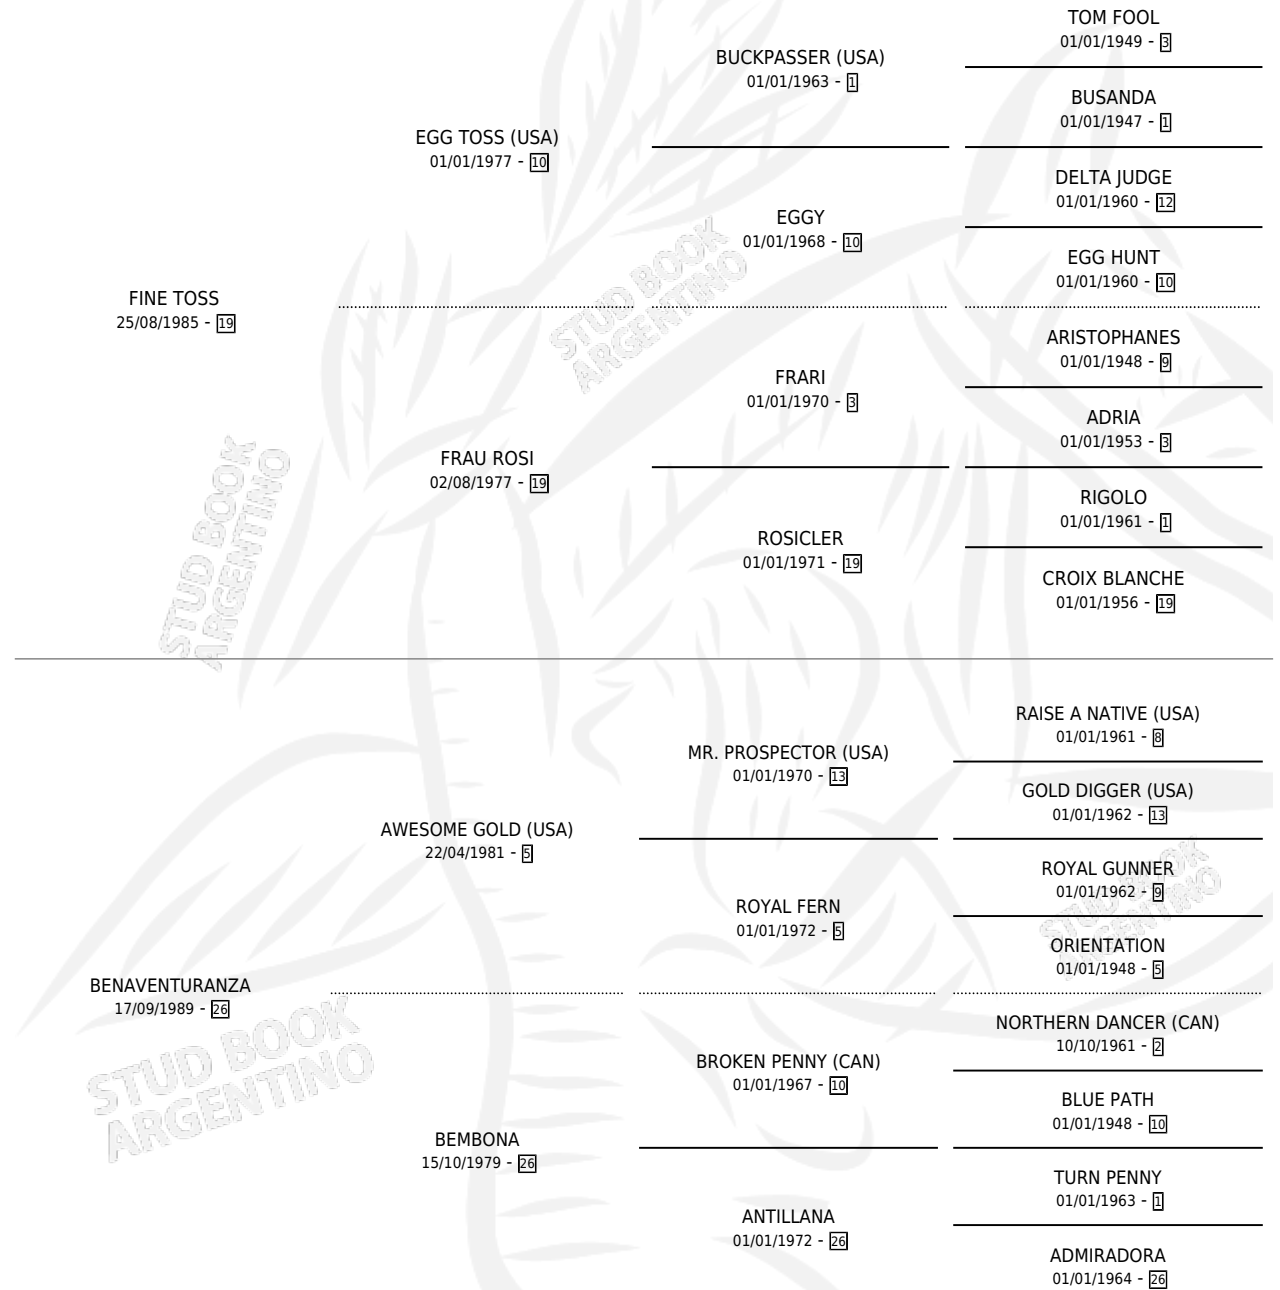 TOM FOOL
01/01/1949 - 3
BUCKPASSER (USA)
01/01/1963 - 1
BUSANDA
01/01/1947 - 1
EGG TOSS (USA)
01/01/1977 - 10
DELTA JUDGE
01/01/1960 - 12
EGGY
01/01/1968 - 10
EGG HUNT
01/01/1960 - 10
FINE TOSS
25/08/1985 - 19
STUD BOOK
ARGENTINO
ARISTOPHANES
01/01/1948 - 9
FRARI
01/01/1970 - 3
ADRIA
01/01/1953 - 3
FRAU ROSI
02/08/1977 - 19
RIGOLO
01/01/1961 - 1
ROSICLER
01/01/1971 - 19
CROIX BLANCHE
01/01/1956 - 19
STUD BOOK
ARGENTINO
RAISE A NATIVE (USA)
01/01/1961 - 8
MR. PROSPECTOR (USA)
01/01/1970 - 13
GOLD DIGGER (USA)
01/01/1962 - 13
AWESOME GOLD (USA)
22/04/1981 - 5
ROYAL GUNNER
01/01/1962 - 9
ROYAL FERN
01/01/1972 - 5
STUD BOOK
ARGENTINO
ORIENTATION
01/01/1948 - 5
BENAVENTURANZA
17/09/1989 - 26
STUD BOOK
ARGENTINO
NORTHERN DANCER (CAN)
10/10/1961 - 2
BROKEN PENNY (CAN)
01/01/1967 - 10
BLUE PATH
01/01/1948 - 10
BEMBONA
15/10/1979 - 26
TURN PENNY
01/01/1963 - 1
ANTILLANA
01/01/1972 - 26
ADMIRADORA
01/01/1964 - 26